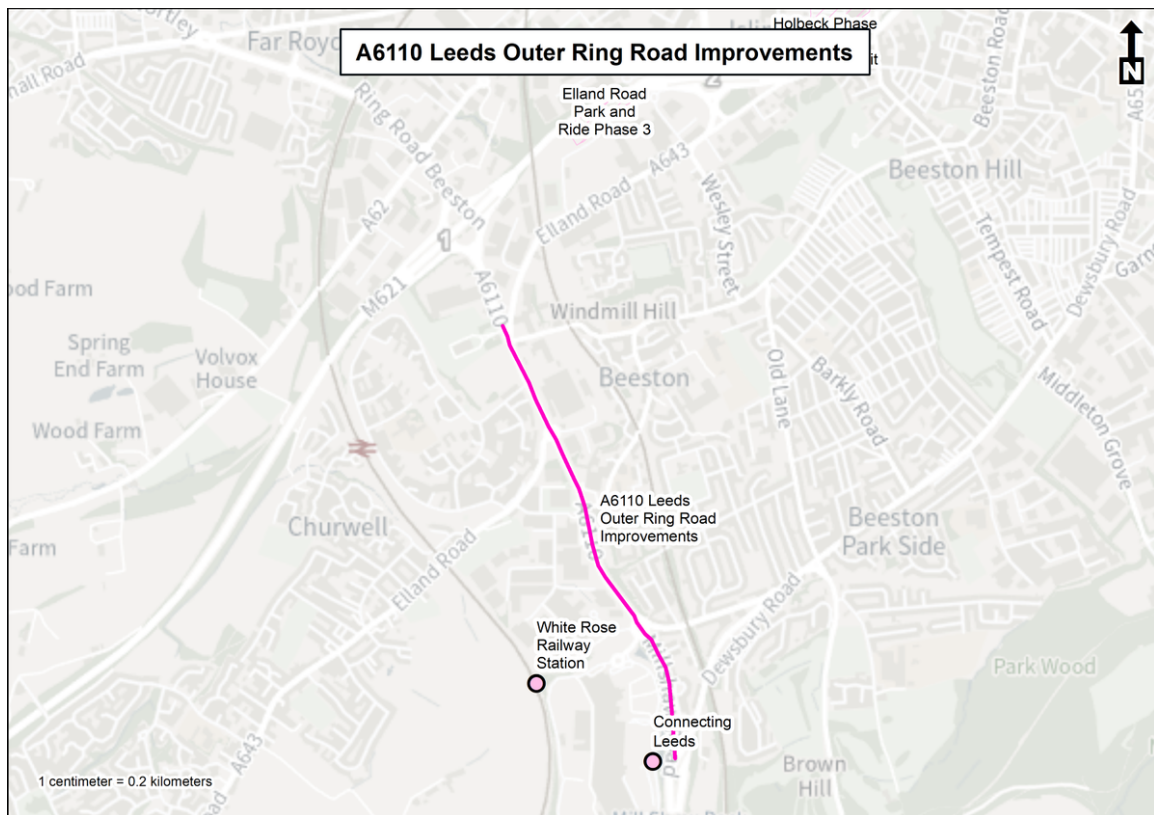 Holbeck Phase
Far Royd
A6110 Leeds Outer Ring Road Improvements
Elland Road
Park and
Ride Phase 3
2
N
A65
Beeston Road
Ring Road Beeston
A62
A643
Elland Road
Wesley Street
Beeston Hill
Tempest Road
Dewsbury Road
1
M621
A6110
Windmill Hill
Spring
End Farm
Volvox
House
Beeston
Old Lane
Barkly Road
Middleton Grove
Wood Farm
Churwell
A6110 Leeds
Outer Ring Road
Improvements
A6110
Beeston
Park Side
Farm
Elland Road
Dewsbury Road
White Rose
Railway
Station
Park Wood
Connecting
Leeds
A643
Brown
Hill
1 centimeter = 0.2 kilometers